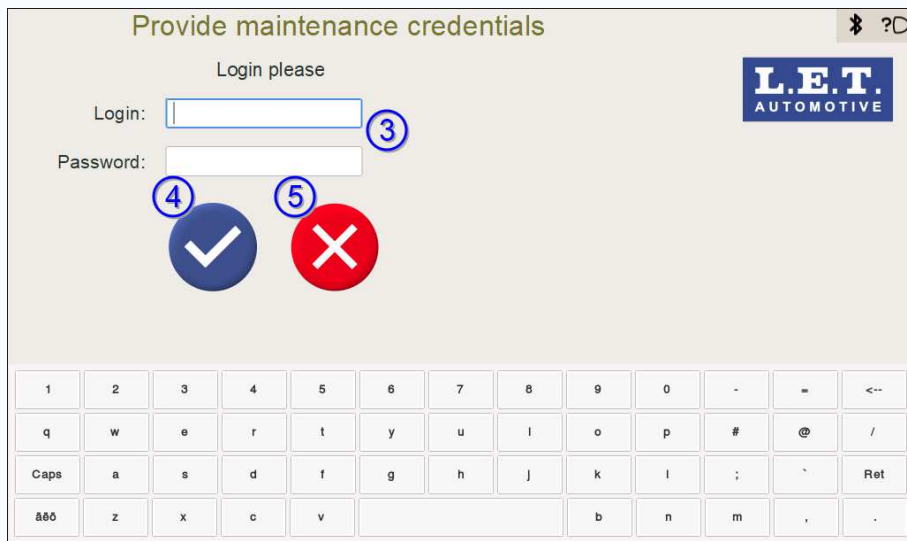 Provide maintenance credentials
?
Login please
L.E.T.
AUTOMOTIVE
Login:
3
Password:
4 5
1 2 3 4 5 6 7 8 9 0 - = <--
q w e r t y u i o p # @ /
Caps a s d f g h j k l ; ` Ret
äëö z x c v b n m , .